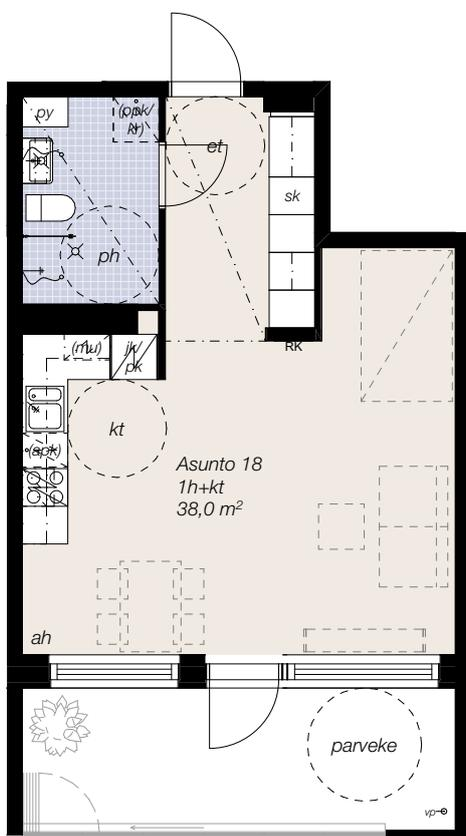 py
(ppk/
kr)
et
sk
ph
RK
(mu)
jk/
pk
kt
(apk)
Asunto 18
1h+kt
38,0 m²
ah
parveke
vp